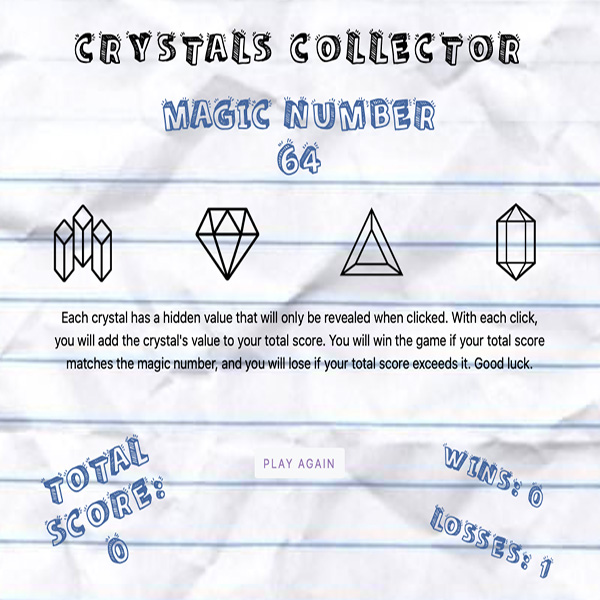 CRYSTALS COLLECTOR
MAGIC NUMBER
64
Each crystal has a hidden value that will only be revealed when clicked. With each click,
you will add the crystal's value to your total score. You will win the game if your total score
matches the magic number, and you will lose if your total score exceeds it. Good luck.
TOTAL
SCORE:
0
PLAY AGAIN
WINS: 0
LOSSES: 1